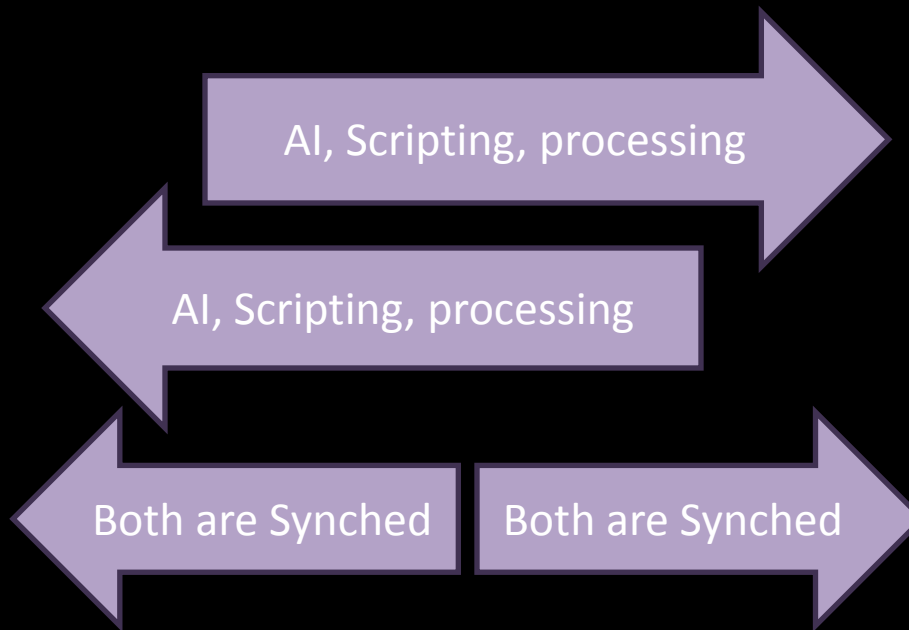 AI, Scripting, processing
AI, Scripting, processing
Both are Synched
Both are Synched